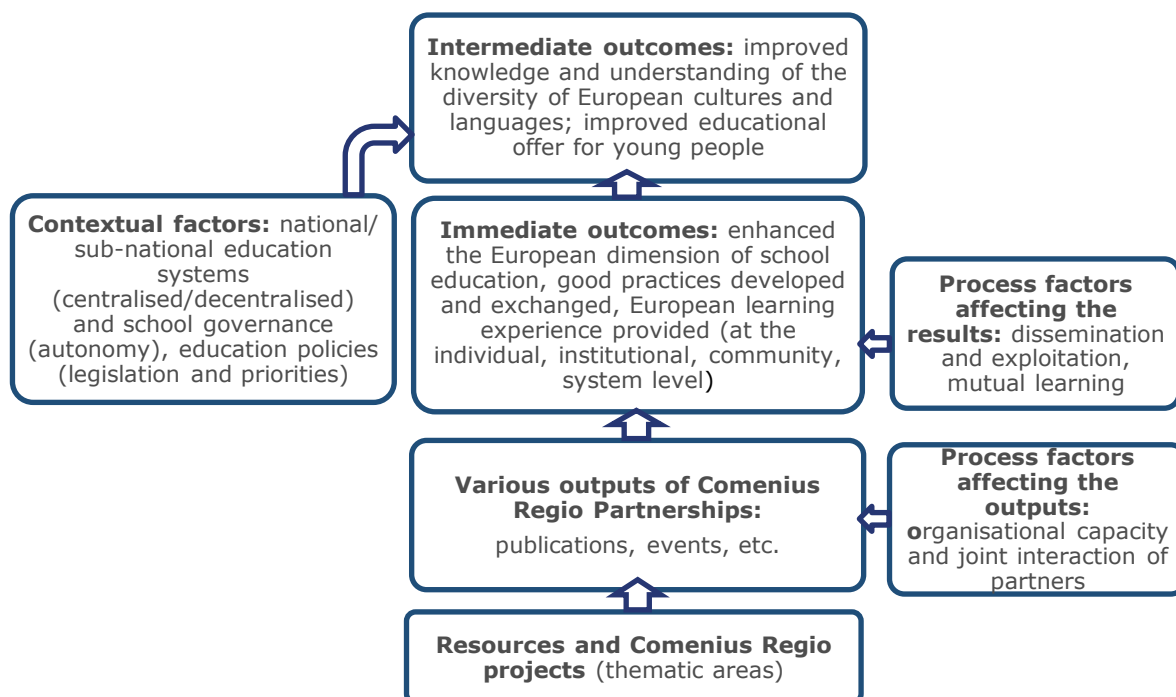 Intermediate outcomes: improved
knowledge and understanding of the
diversity of European cultures and
languages; improved educational
offer for young people
Contextual factors: national/
sub-national education
systems
(centralised/decentralised)
and school governance
(autonomy), education policies
(legislation and priorities)
Immediate outcomes: enhanced
the European dimension of school
education, good practices developed
and exchanged, European learning
experience provided (at the
individual, institutional, community,
system level)
Process factors
affecting the
results: dissemination
and exploitation,
mutual learning
Various outputs of Comenius
Regio Partnerships:
publications, events, etc.
Process factors
affecting the
outputs:
organisational capacity
and joint interaction of
partners
Resources and Comenius Regio
projects (thematic areas)